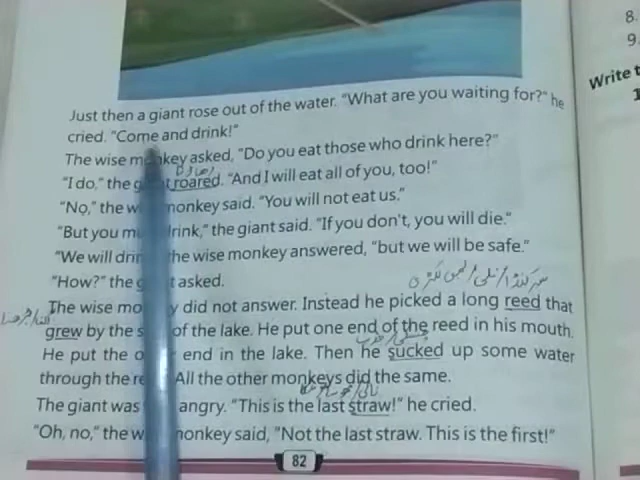 Just then a giant rose out of the water. "What are you waiting for?" he
cried. "Come and drink!"
The wise monkey asked, "Do you eat those who drink here?"
"I do," the roared. "And I will eat all of you, too!"
"No," the monkey said. "You will not eat us."
"But you drink," the giant said. "If you don't, you will die."
"We will the wise monkey answered, "but we will be safe."
"How?" the asked.
The wise did not answer. Instead he picked a long reed that
grew by the of the lake. He put one end of the reed in his mouth.
He put the end in the lake. Then he sucked up some water
through the All the other monkeys did the same.
The giant was angry. "This is the last straw!" he cried.
"Oh, no," the monkey said, "Not the last straw. This is the first!"
82
8.
9.
Write t
1